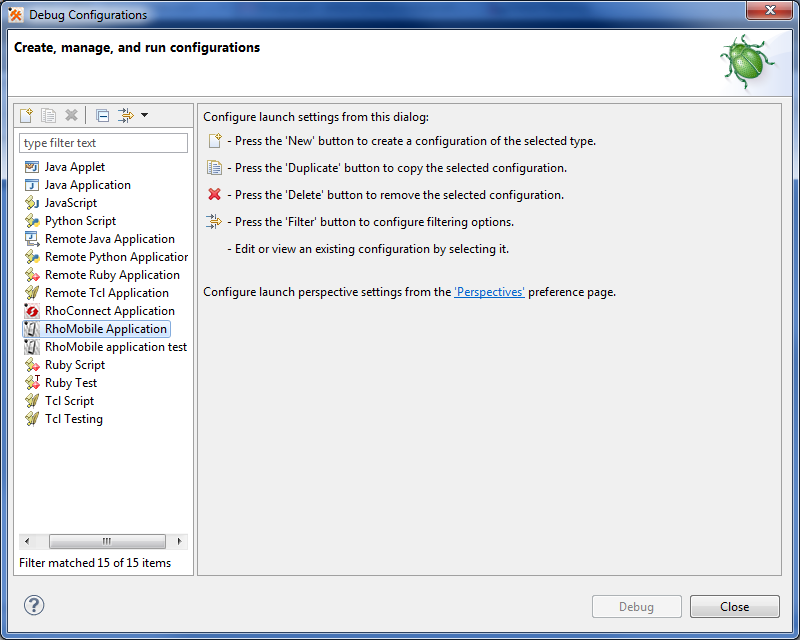 Debug Configurations
Create, manage, and run configurations
type filter text
Java Applet
Java Application
JavaScript
Python Script
Remote Java Application
Remote Python Application
Remote Ruby Application
Remote Tcl Application
RhoConnect Application
RhoMobile Application
RhoMobile application test
Ruby Script
Ruby Test
Tcl Script
Tcl Testing
Filter matched 15 of 15 items
Configure launch settings from this dialog:
- Press the 'New' button to create a configuration of the selected type.
- Press the 'Duplicate' button to copy the selected configuration.
- Press the 'Delete' button to remove the selected configuration.
- Press the 'Filter' button to configure filtering options.
- Edit or view an existing configuration by selecting it.
Configure launch perspective settings from the 'Perspectives' preference page.
?
Debug
Close